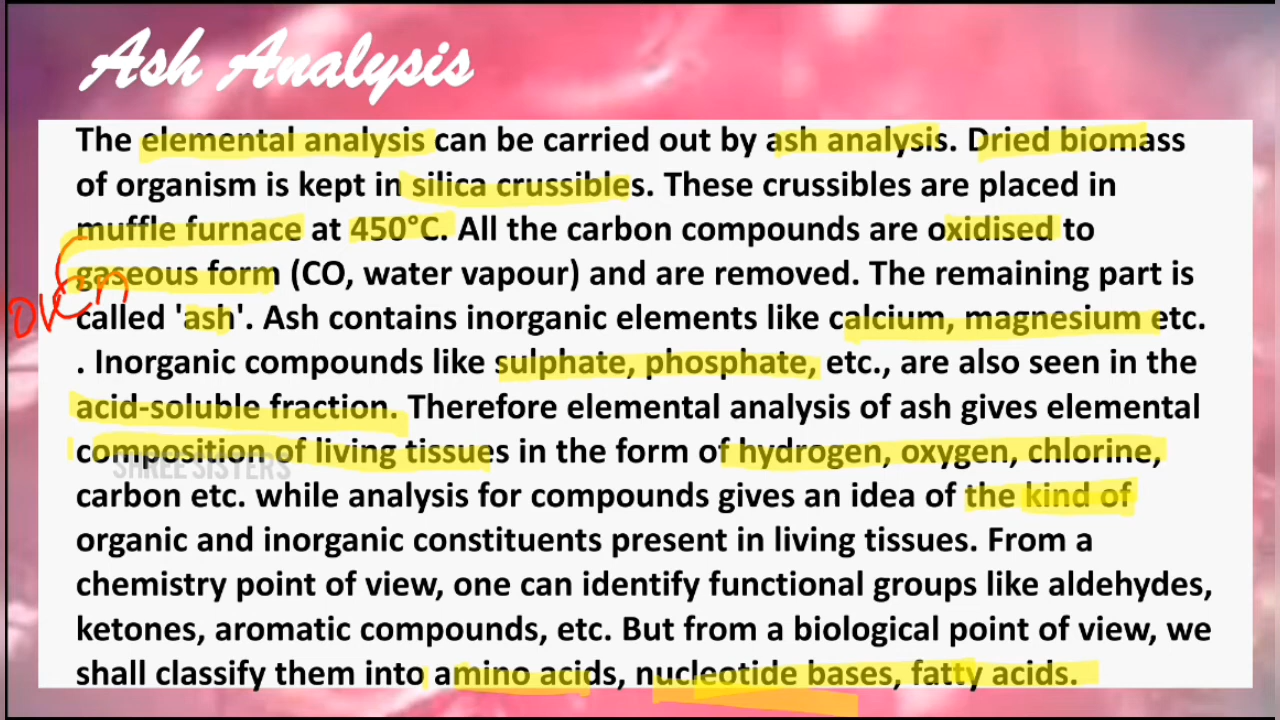 Ash Analysis
The elemental analysis can be carried out by ash analysis. Dried biomass
of organism is kept in silica crussibles. These crussibles are placed in
muffle furnace at 450°C. All the carbon compounds are oxidised to
gaseous form (CO, water vapour) and are removed. The remaining part is
oven
called 'ash'. Ash contains inorganic elements like calcium, magnesium etc.
. Inorganic compounds like sulphate, phosphate, etc., are also seen in the
acid-soluble fraction. Therefore elemental analysis of ash gives elemental
composition of living tissues in the form of hydrogen, oxygen, chlorine,
SHREE SISTERS
carbon etc. while analysis for compounds gives an idea of the kind of
organic and inorganic constituents present in living tissues. From a
chemistry point of view, one can identify functional groups like aldehydes,
ketones, aromatic compounds, etc. But from a biological point of view, we
shall classify them into amino acids, nucleotide bases, fatty acids.